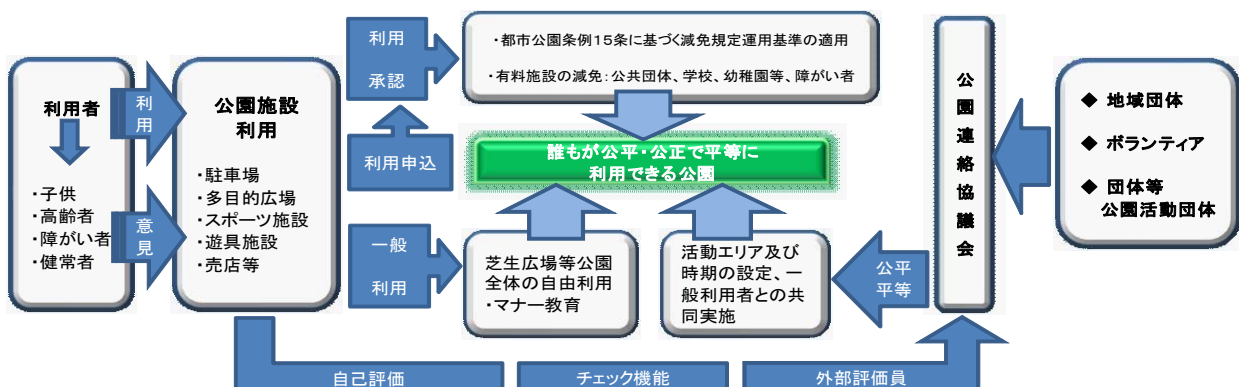 利用者
・子供
・高齢者
・障がい者
・健常者
利用
意見
公園施設
利用
・駐車場
・多目的広場
・スポーツ施設
・遊具施設
・売店等
利用
承認
利用申込
一般
利用
・都市公園条例15条に基づく減免規定運用基準の適用
・有料施設の減免：公共団体、学校、幼稚園等、障がい者
誰もが公平・公正で平等に
利用できる公園
芝生広場等公園
全体の自由利用
・マナー教育
活動エリア及び
時期の設定、一
般利用者との共
同実施
公平
平等
公園連絡協議会
◆ 地域団体
◆ ボランティア
◆ 団体等
公園活動団体
自己評価
チェック機能
外部評価員